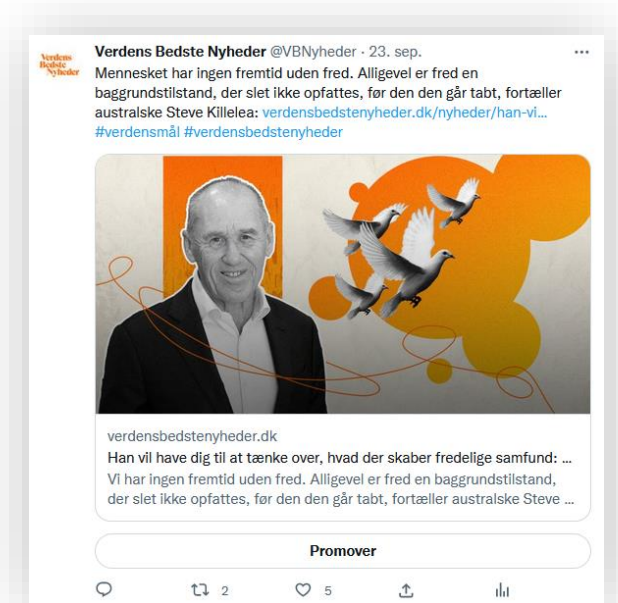 Verdens
Bedste
Nyheder
Verdens Bedste Nyheder @VBNyheder · 23. sep.
Mennesket har ingen fremtid uden fred. Alligevel er fred en
baggrundstilstand, der slet ikke opfattes, før den den går tabt, fortæller
australske Steve Killelea: verdensbedstenyheder.dk/nyheder/han-vi...
#verdensmål #verdensbedstenyheder
verdensbedstenyheder.dk
Han vil have dig til at tænke over, hvad der skaber fredelige samfund: ...
Vi har ingen fremtid uden fred. Alligevel er fred en baggrundstilstand,
der slet ikke opfattes, før den den går tabt, fortæller australske Steve ...
Promover
2 5